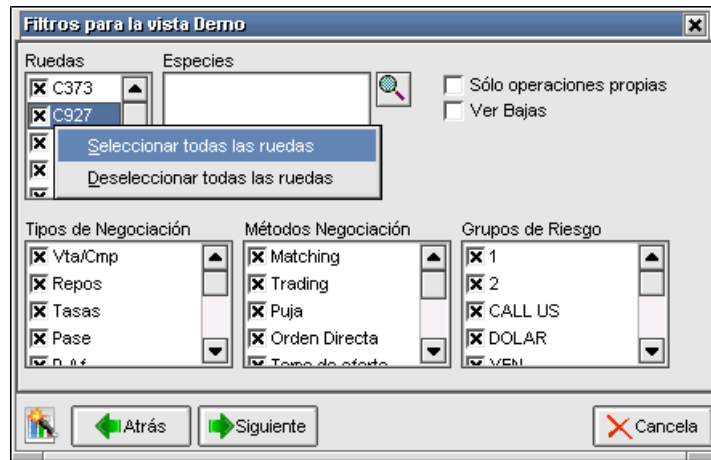 Filtros para la vista Demo
Ruedas Especies
C373
C927
Sólo operaciones propias
Ver Bajas
Seleccionar todas las ruedas
Deseleccionar todas las ruedas
Tipos de Negociación Métodos Negociación Grupos de Riesgo
Vta/Cmp Matching 1
Repos Trading 2
Tasas Puja CALL US
Pase Orden Directa DOLAR
Atrás Siguiente Cancela